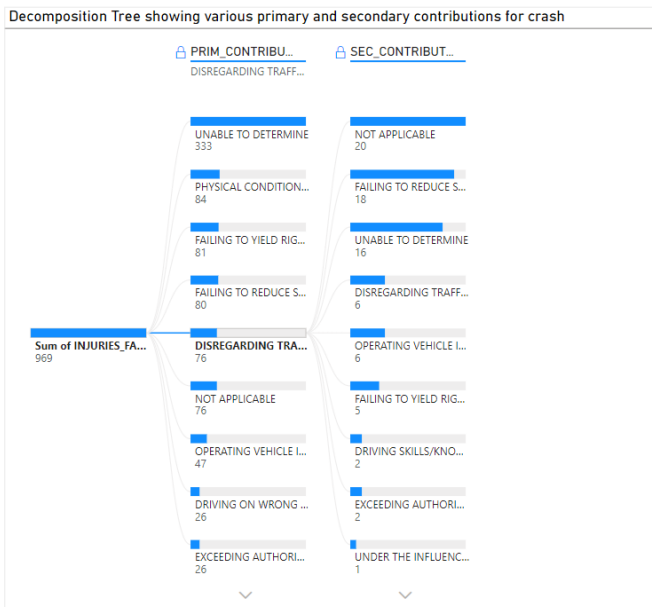 Decomposition Tree showing various primary and secondary contributions for crash
PRIM_CONTRIBU...
DISREGARDING TRAFF...
SEC_CONTRIBUT...
Sum of INJURIES_FA...
969
UNABLE TO DETERMINE
333
PHYSICAL CONDITION...
84
FAILING TO YIELD RIG...
81
FAILING TO REDUCE S...
80
DISREGARDING TRA...
76
NOT APPLICABLE
76
OPERATING VEHICLE I...
47
DRIVING ON WRONG ...
26
EXCEEDING AUTHORI...
26
NOT APPLICABLE
20
FAILING TO REDUCE S...
18
UNABLE TO DETERMINE
16
DISREGARDING TRAFF...
6
OPERATING VEHICLE I...
6
FAILING TO YIELD RIG...
5
DRIVING SKILLS/KNO...
2
EXCEEDING AUTHORI...
2
UNDER THE INFLUENC...
1